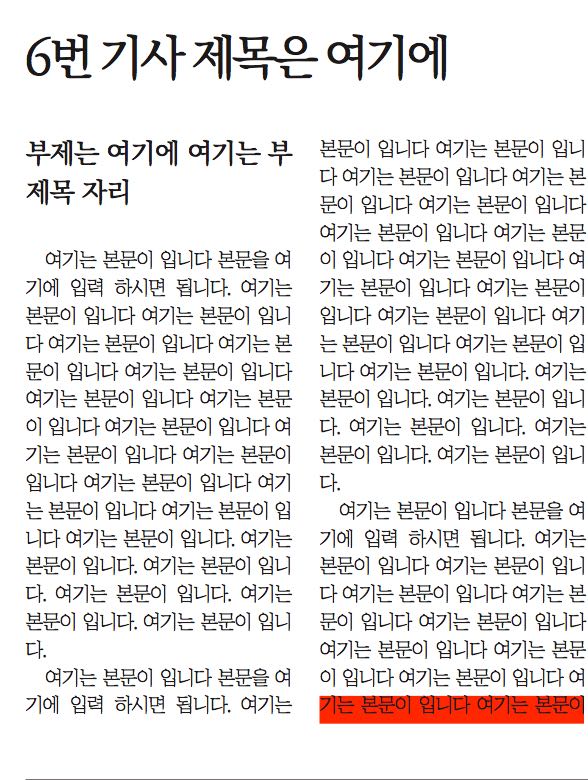 6번 기사 제목은 여기에
부제는 여기에 여기는 부
제목 자리
여기는 본문이 입니다 본문을 여
기에 입력 하시면 됩니다. 여기는
본문이 입니다 여기는 본문이 입니
다 여기는 본문이 입니다 여기는 본
문이 입니다 여기는 본문이 입니다
여기는 본문이 입니다 여기는 본문
이 입니다 여기는 본문이 입니다 여
기는 본문이 입니다 여기는 본문이
입니다 여기는 본문이 입니다 여기
는 본문이 입니다 여기는 본문이 입
니다 여기는 본문이 입니다. 여기는
본문이 입니다. 여기는 본문이 입니
다. 여기는 본문이 입니다. 여기는
본문이 입니다. 여기는 본문이 입니
다.
여기는 본문이 입니다 본문을 여
기에 입력 하시면 됩니다. 여기는
본문이 입니다 여기는 본문이 입니
다 여기는 본문이 입니다 여기는 본
문이 입니다 여기는 본문이 입니다
여기는 본문이 입니다 여기는 본문
이 입니다 여기는 본문이 입니다 여
기는 본문이 입니다 여기는 본문이
입니다 여기는 본문이 입니다 여기
는 본문이 입니다 여기는 본문이 입
니다 여기는 본문이 입니다. 여기는
본문이 입니다. 여기는 본문이 입니
다. 여기는 본문이 입니다. 여기는
본문이 입니다. 여기는 본문이 입니
다.
여기는 본문이 입니다 본문을 여
기에 입력 하시면 됩니다. 여기는
본문이 입니다 여기는 본문이 입니
다 여기는 본문이 입니다 여기는 본
문이 입니다 여기는 본문이 입니다
여기는 본문이 입니다 여기는 본문
이 입니다 여기는 본문이 입니다 여
기는 본문이 입니다 여기는 본문이